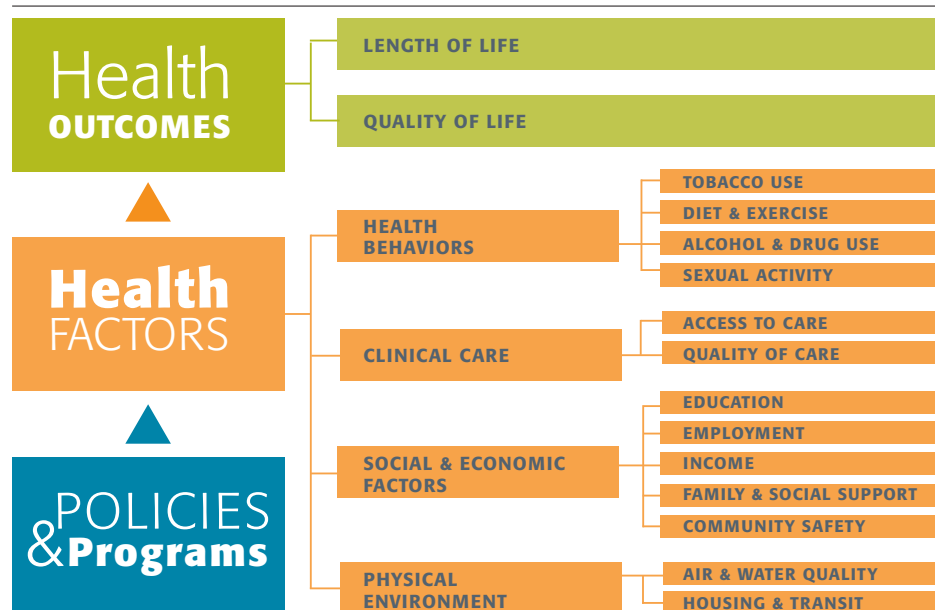 Health
OUTCOMES
LENGTH OF LIFE
QUALITY OF LIFE
Health
FACTORS
HEALTH
BEHAVIORS
TOBACCO USE
DIET & EXERCISE
ALCOHOL & DRUG USE
SEXUAL ACTIVITY
CLINICAL CARE
ACCESS TO CARE
QUALITY OF CARE
SOCIAL & ECONOMIC
FACTORS
EDUCATION
EMPLOYMENT
INCOME
FAMILY & SOCIAL SUPPORT
COMMUNITY SAFETY
POLICIES
&Programs
PHYSICAL
ENVIRONMENT
AIR & WATER QUALITY
HOUSING & TRANSIT